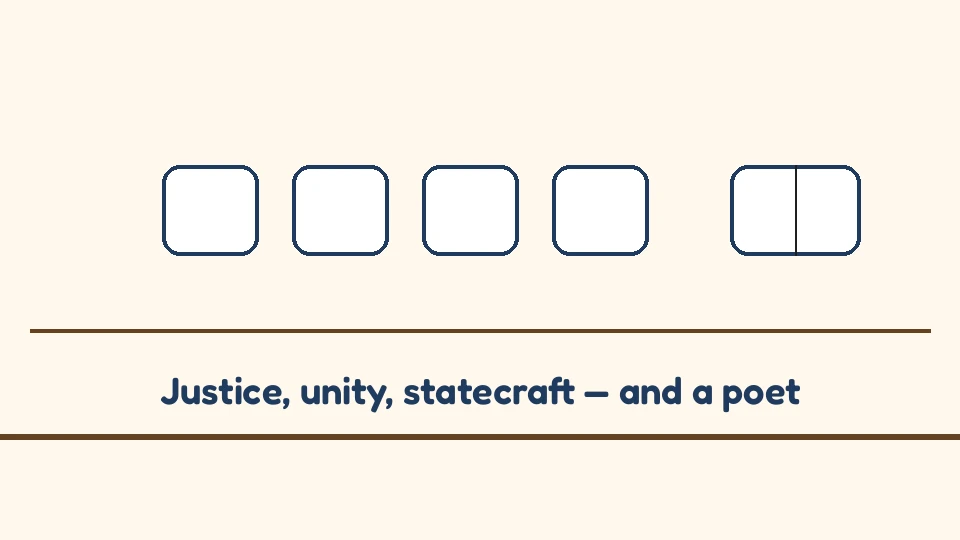 Justice, unity, statecraft — and a poet